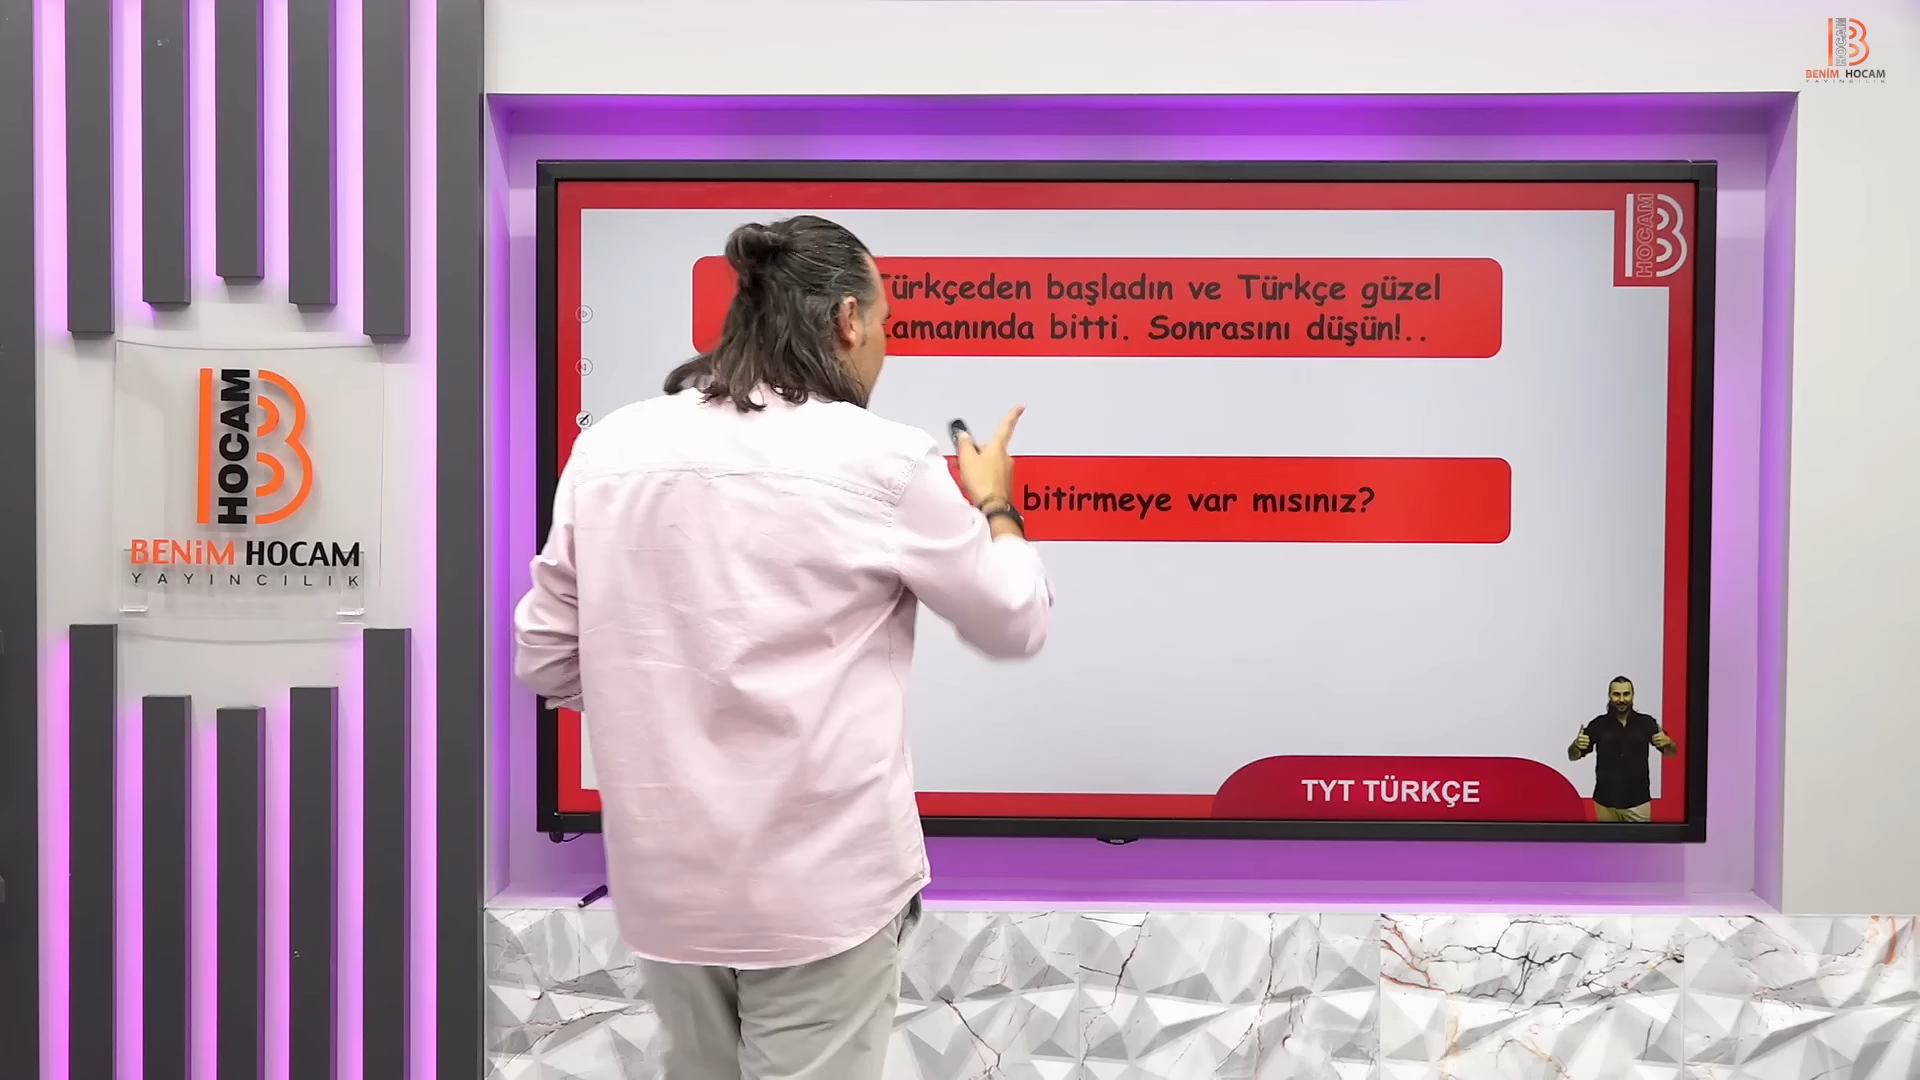 HOCAM
BENİM HOCAM
YAYINCILIK
HOCAM
Türkçeden başladın ve Türkçe güzel
zamanında bitti. Sonrasını düşün!..
bitirmeye var mısınız?
TYT TÜRKÇE
HOCAM
BENİM HOCAM
YAYINCILIK